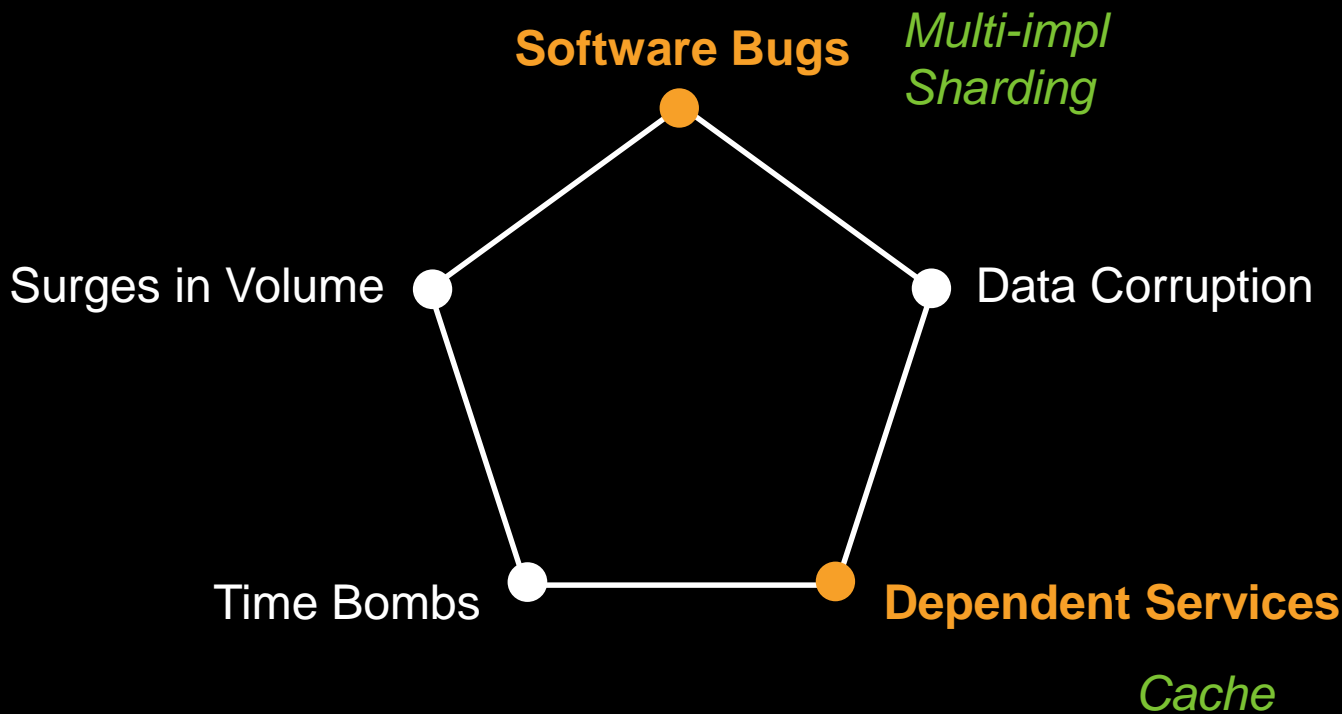 Software Bugs
Multi-impl
Sharding
Surges in Volume
Data Corruption
Time Bombs
Dependent Services
Cache